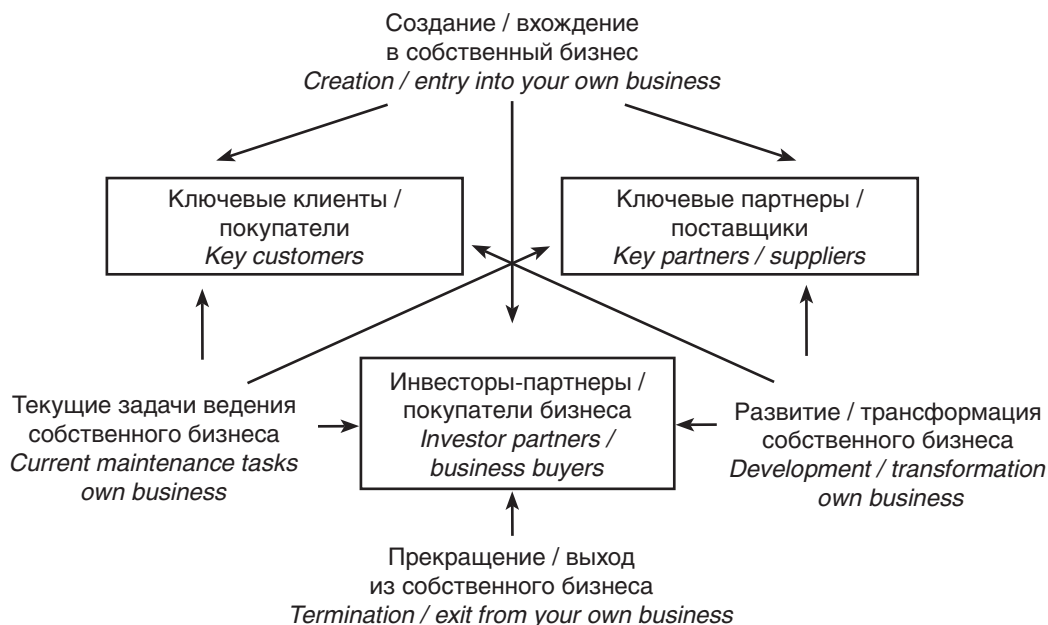 Создание / вхождение
в собственный бизнес
Creation / entry into your own business
Ключевые клиенты /
покупатели
Key customers
Ключевые партнеры /
поставщики
Key partners / suppliers
Текущие задачи ведения
собственного бизнеса
Current maintenance tasks
own business
Инвесторы-партнеры /
покупатели бизнеса
Investor partners /
business buyers
Развитие / трансформация
собственного бизнеса
Development / transformation
own business
Прекращение / выход
из собственного бизнеса
Termination / exit from your own business